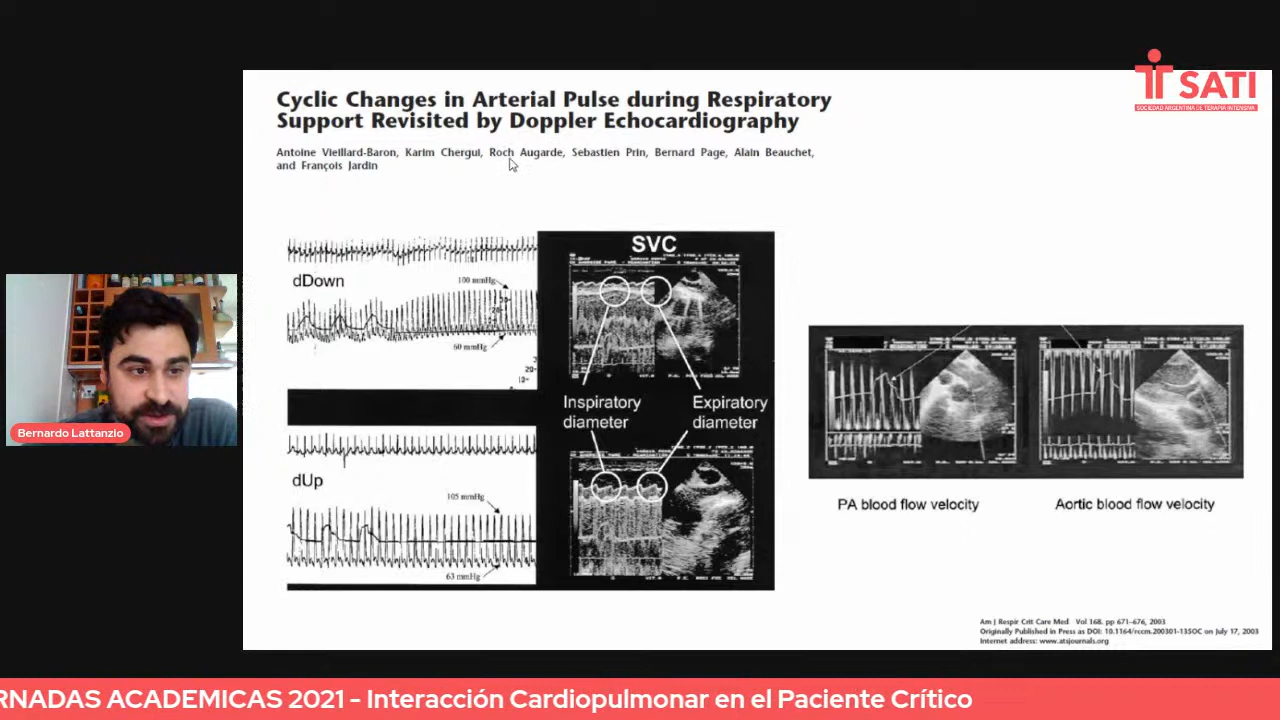 SATI
SOCIEDAD ARGENTINA DE TERAPIA INTENSIVA
Cyclic Changes in Arterial Pulse during Respiratory
Support Revisited by Doppler Echocardiography
Antoine Vieillard-Baron, Karim Chergui, Roch Augarde, Sebastien Prin, Bernard Page, Alain Beauchet,
and François Jardin
SVC
dDown
100 mmHg
60 mmHg
Inspiratory
diameter
Expiratory
diameter
dUp
105 mmHg
63 mmHg
PA blood flow velocity
Aortic blood flow velocity
Bernardo Lattanzio
Am J Respir Crit Care Med Vol 168. pp 671–676, 2003
Originally Published in Press as DOI: 10.1164/rccm.200301-135OC on July 17, 2003
Internet address: www.atsjournals.org
RNADAS ACADEMICAS 2021 - Interacción Cardiopulmonar en el Paciente Crítico